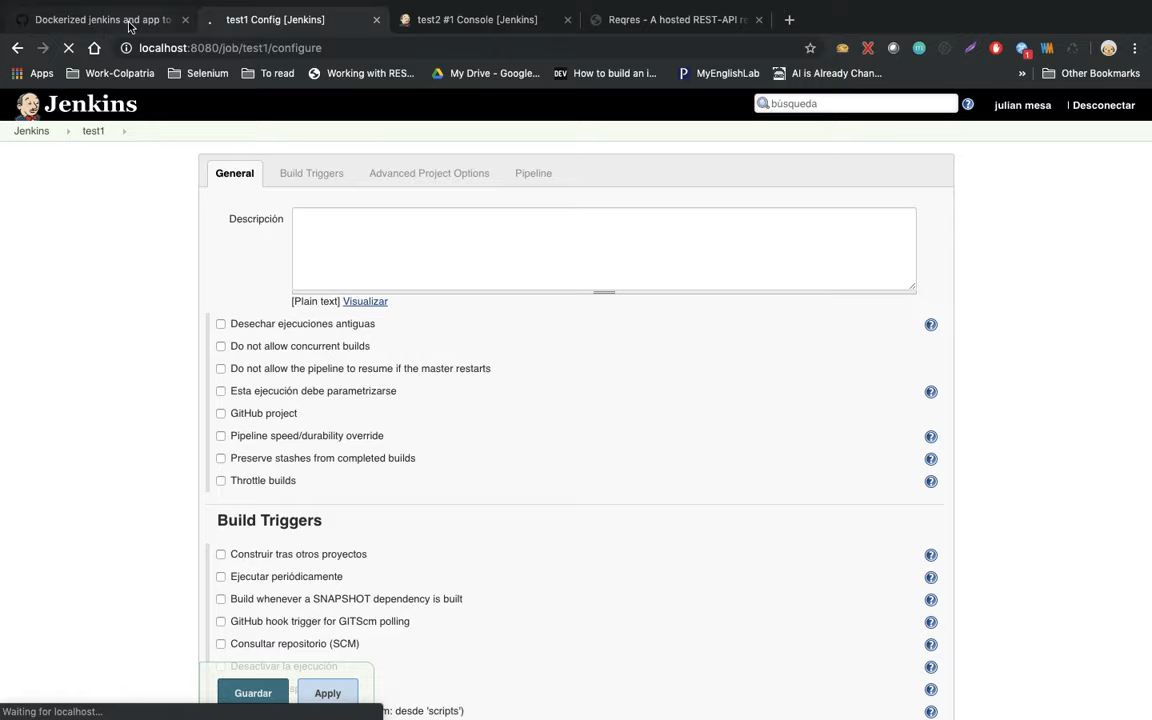 Dockerized jenkins and app to
test1 Config [Jenkins]
test2 #1 Console [Jenkins]
Reqres - A hosted REST-API re
localhost:8080/job/test1/configure
Apps
Work-Colpatria
Selenium
To read
Working with RES...
My Drive - Google...
DEV How to build an i...
P MyEnglishLab
AI is Already Chan...
»
Other Bookmarks
Jenkins
búsqueda
julian mesa
| Desconectar
Jenkins
test1
General
Build Triggers
Advanced Project Options
Pipeline
Descripción
[Plain text] Visualizar
Desechar ejecuciones antiguas
Do not allow concurrent builds
Do not allow the pipeline to resume if the master restarts
Esta ejecución debe parametrizarse
GitHub project
Pipeline speed/durability override
Preserve stashes from completed builds
Throttle builds
Build Triggers
Construir tras otros proyectos
Ejecutar periódicamente
Build whenever a SNAPSHOT dependency is built
GitHub hook trigger for GITScm polling
Consultar repositorio (SCM)
Desactivar la ejecución
Guardar
Apply
m: desde 'scripts')
Waiting for localhost...